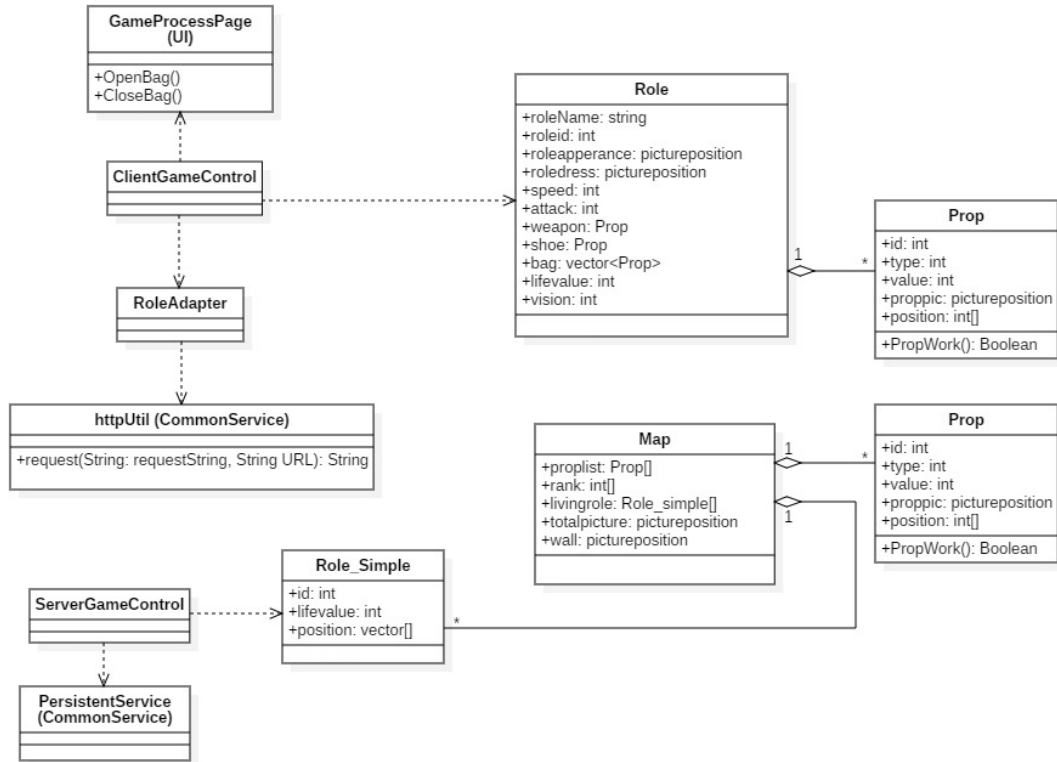 GameProcessPage
(UI)
+OpenBag()
+CloseBag()
ClientGameControl
RoleAdapter
httpUtil (CommonService)
+request(String: requestString, String URL): String
Role
+roleName: string
+roleid: int
+roleapperance: pictureposition
+roledress: pictureposition
+speed: int
+attack: int
+weapon: Prop
+shoe: Prop
+bag: vector<Prop>
+lifevalue: int
+vision: int
1
*
Prop
+id: int
+type: int
+value: int
+proppic: pictureposition
+position: int[]
+PropWork(): Boolean
Map
+proplist: Prop[]
+rank: int[]
+livingrole: Role_simple[]
+totalpicture: pictureposition
+wall: pictureposition
1
*
1
*
Prop
+id: int
+type: int
+value: int
+proppic: pictureposition
+position: int[]
+PropWork(): Boolean
Role_Simple
+id: int
+lifevalue: int
+position: vector[]
ServerGameControl
PersistentService
(CommonService)